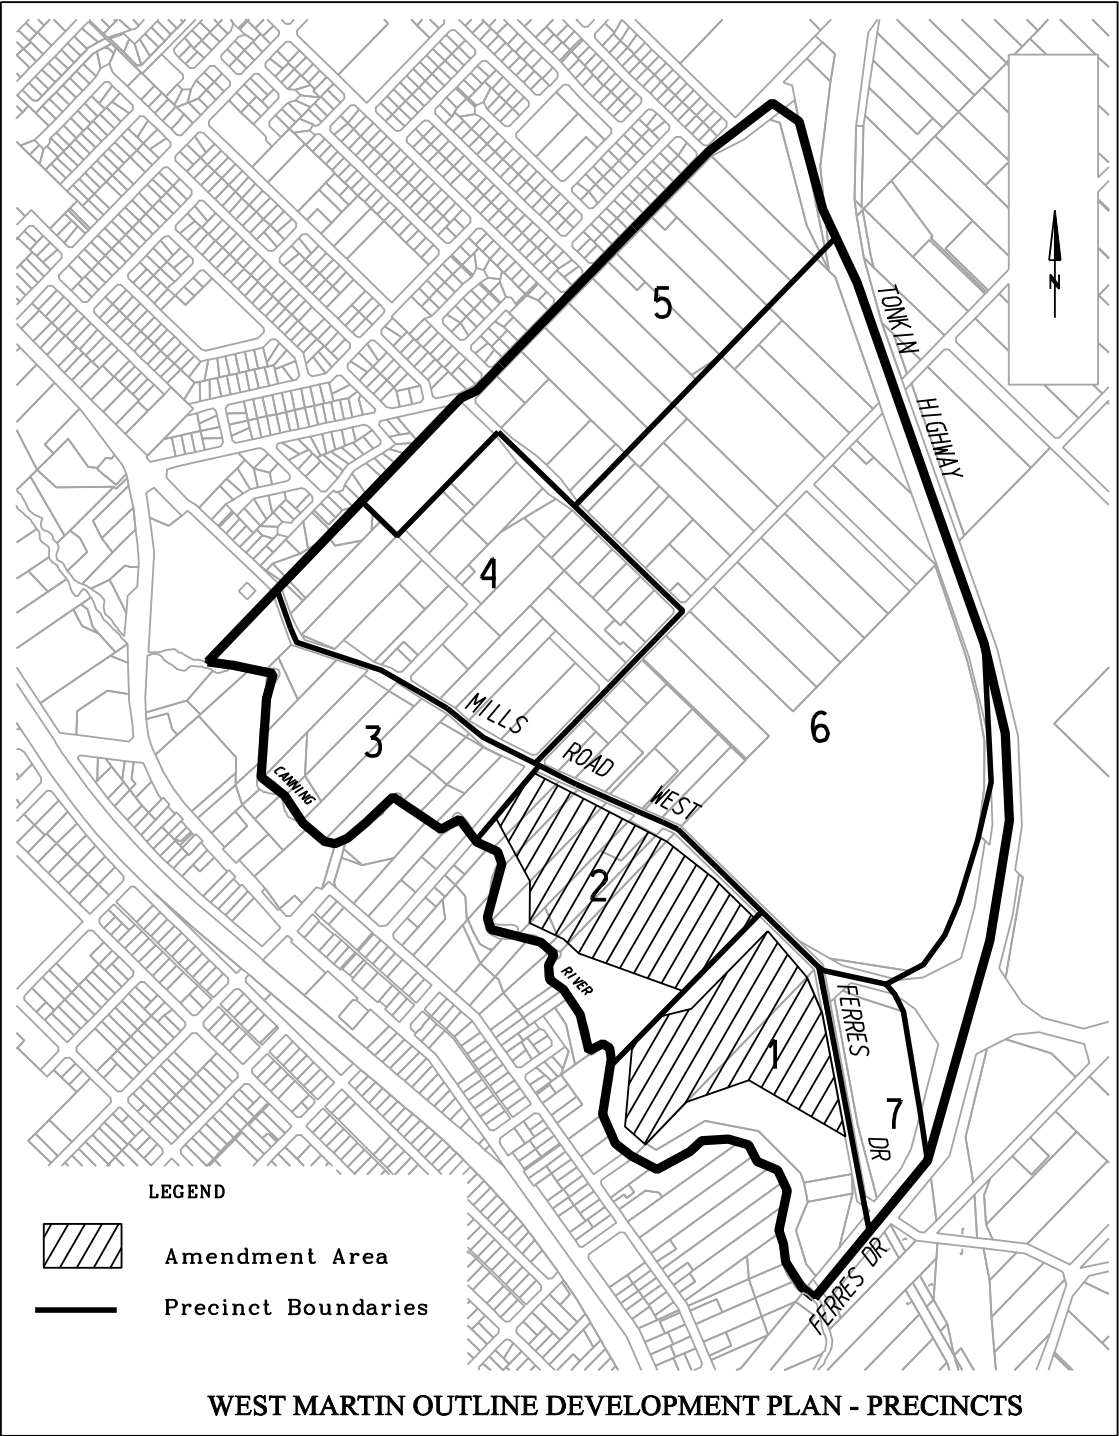 N
TONKIN
HIGHWAY
5
4
6
3
MILLS
ROAD
WEST
CANNING
2
RIVER
1
FERRES
DR
7
FERRES DR
LEGEND
Amendment Area
Precinct Boundaries
WEST MARTIN OUTLINE DEVELOPMENT PLAN - PRECINCTS